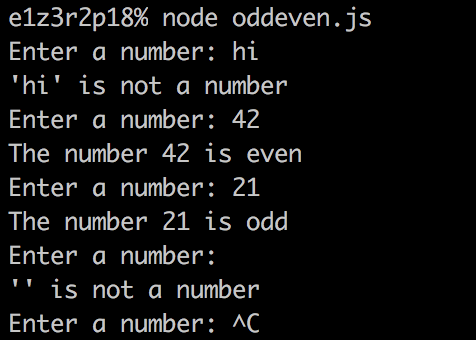 e1z3r2p18% node oddeven.js
Enter a number: hi
'hi' is not a number
Enter a number: 42
The number 42 is even
Enter a number: 21
The number 21 is odd
Enter a number:
'' is not a number
Enter a number: ^C